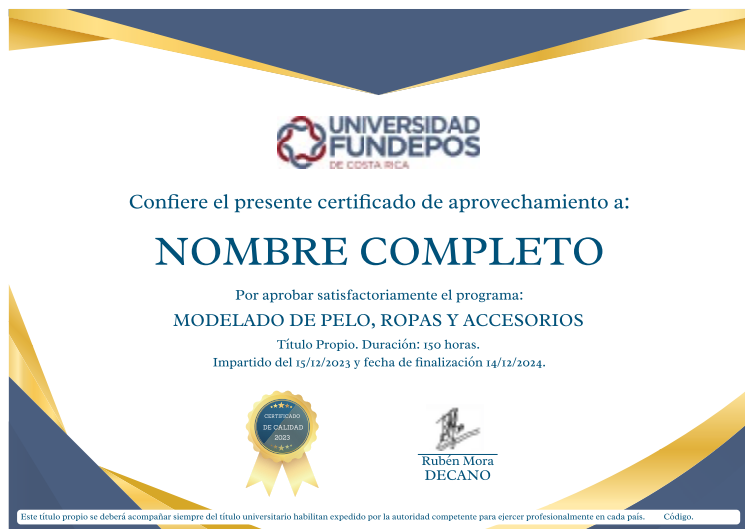 UNIVERSIDAD
FUNDEPOS
DE COSTA RICA
Confiere el presente certificado de aprovechamiento a:
NOMBRE COMPLETO
Por aprobar satisfactoriamente el programa:
MODELADO DE PELO, ROPAS Y ACCESORIOS
Título Propio. Duración: 150 horas.
Impartido del 15/12/2023 y fecha de finalización 14/12/2024.
CERTIFICADO
DE CALIDAD
2023
Rubén Mora
DECANO
Este título propio se deberá acompañar siempre del título universitario habilitan expedido por la autoridad competente para ejercer profesionalmente en cada país. Código.